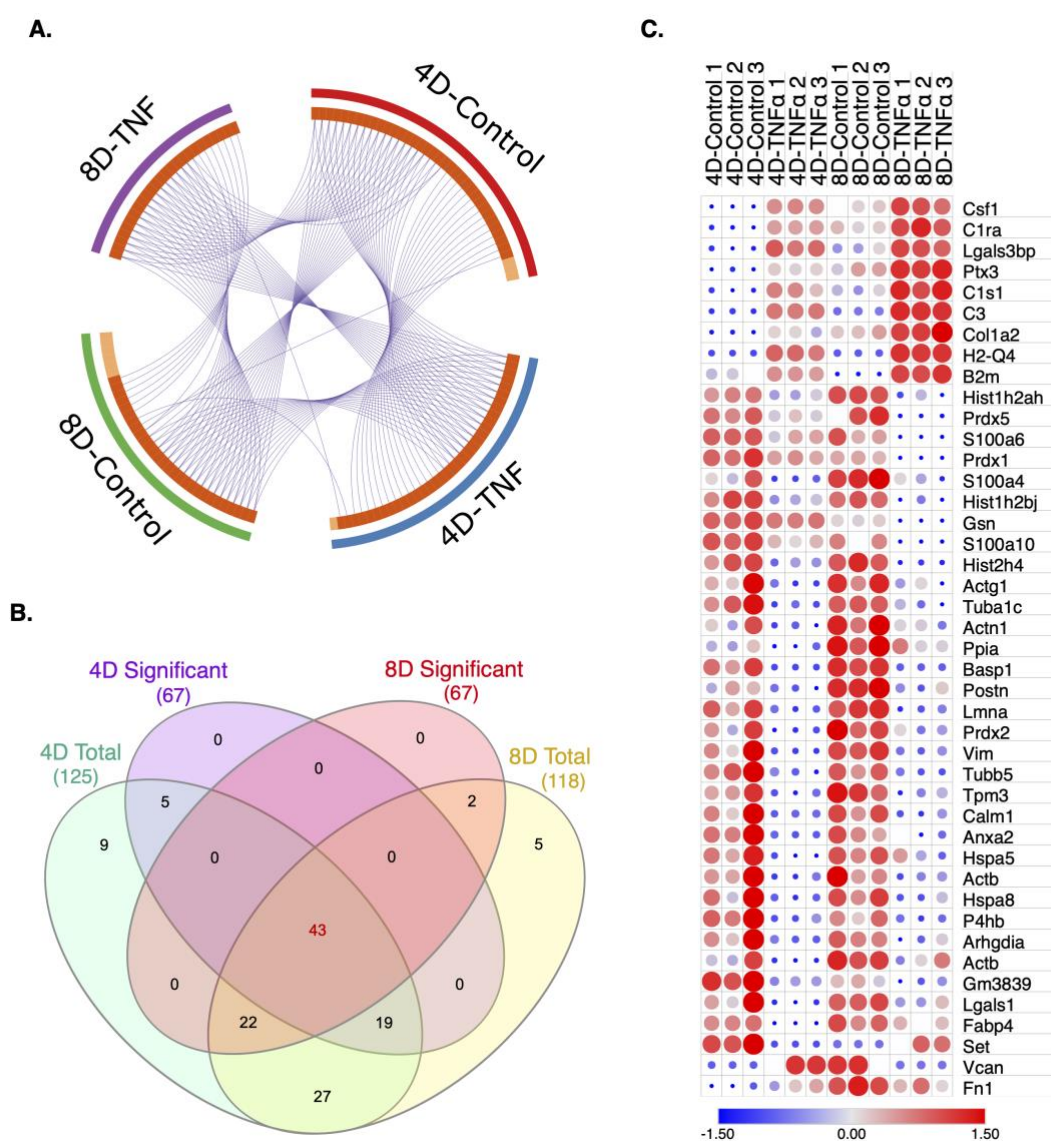 A.
8D-TNF
4D-Control
8D-Control
4D-TNF
B.
4D Significant
(67)
8D Significant
(67)
4D Total
(125)
8D Total
(118)
0
0
0
5
2
9
5
0
0
43
0
0
22
19
27
C.
4D-Control 1
4D-Control 2
4D-Control 3
4D-TNFα 1
4D-TNFα 2
4D-TNFα 3
8D-Control 1
8D-Control 2
8D-Control 3
8D-TNFα 1
8D-TNFα 2
8D-TNFα 3
Csf1
C1ra
Lgals3bp
Ptx3
C1s1
C3
Col1a2
H2-Q4
B2m
Hist1h2ah
Prdx5
S100a6
Prdx1
S100a4
Hist1h2bj
Gsn
S100a10
Hist2h4
Actg1
Tuba1c
Actn1
Ppia
Basp1
Postn
Lmna
Prdx2
Vim
Tubb5
Tpm3
Calm1
Anxa2
Hspa5
Actb
Hspa8
P4hb
Arhgdia
Actb
Gm3839
Lgals1
Fabp4
Set
Vcan
Fn1
-1.50 0.00 1.50